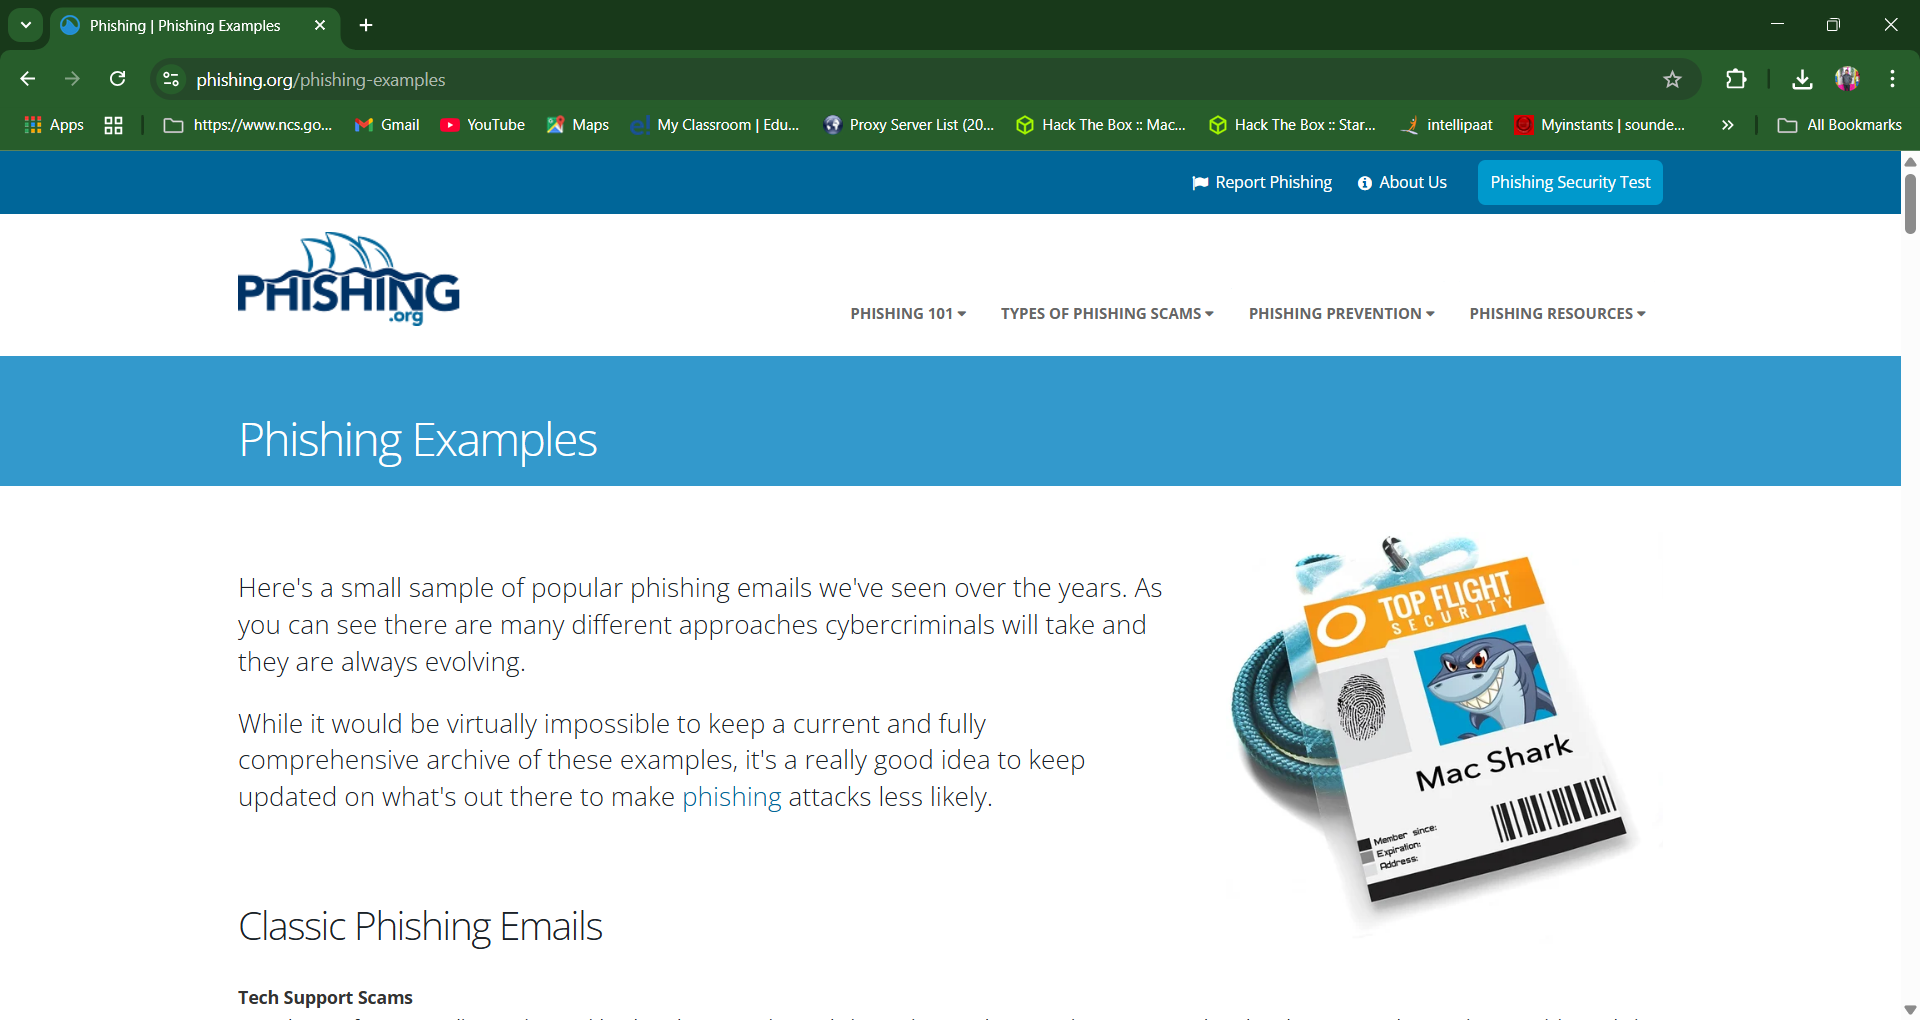 Phishing | Phishing Examples
phishing.org/phishing-examples
Apps
https://www.ncs.go...
Gmail
YouTube
Maps
My Classroom | Edu...
Proxy Server List (20...
Hack The Box :: Mac...
Hack The Box :: Star...
intellipaat
Myinstants | sounde...
All Bookmarks
Report Phishing
About Us
Phishing Security Test
PHISHING
.org
PHISHING 101
TYPES OF PHISHING SCAMS
PHISHING PREVENTION
PHISHING RESOURCES
Phishing Examples
Here's a small sample of popular phishing emails we've seen over the years. As
you can see there are many different approaches cybercriminals will take and
they are always evolving.
While it would be virtually impossible to keep a current and fully
comprehensive archive of these examples, it's a really good idea to keep
updated on what's out there to make phishing attacks less likely.
TOP FLIGHT
SECURITY
Mac Shark
Member since:
Expiration:
Address:
Classic Phishing Emails
Tech Support Scams